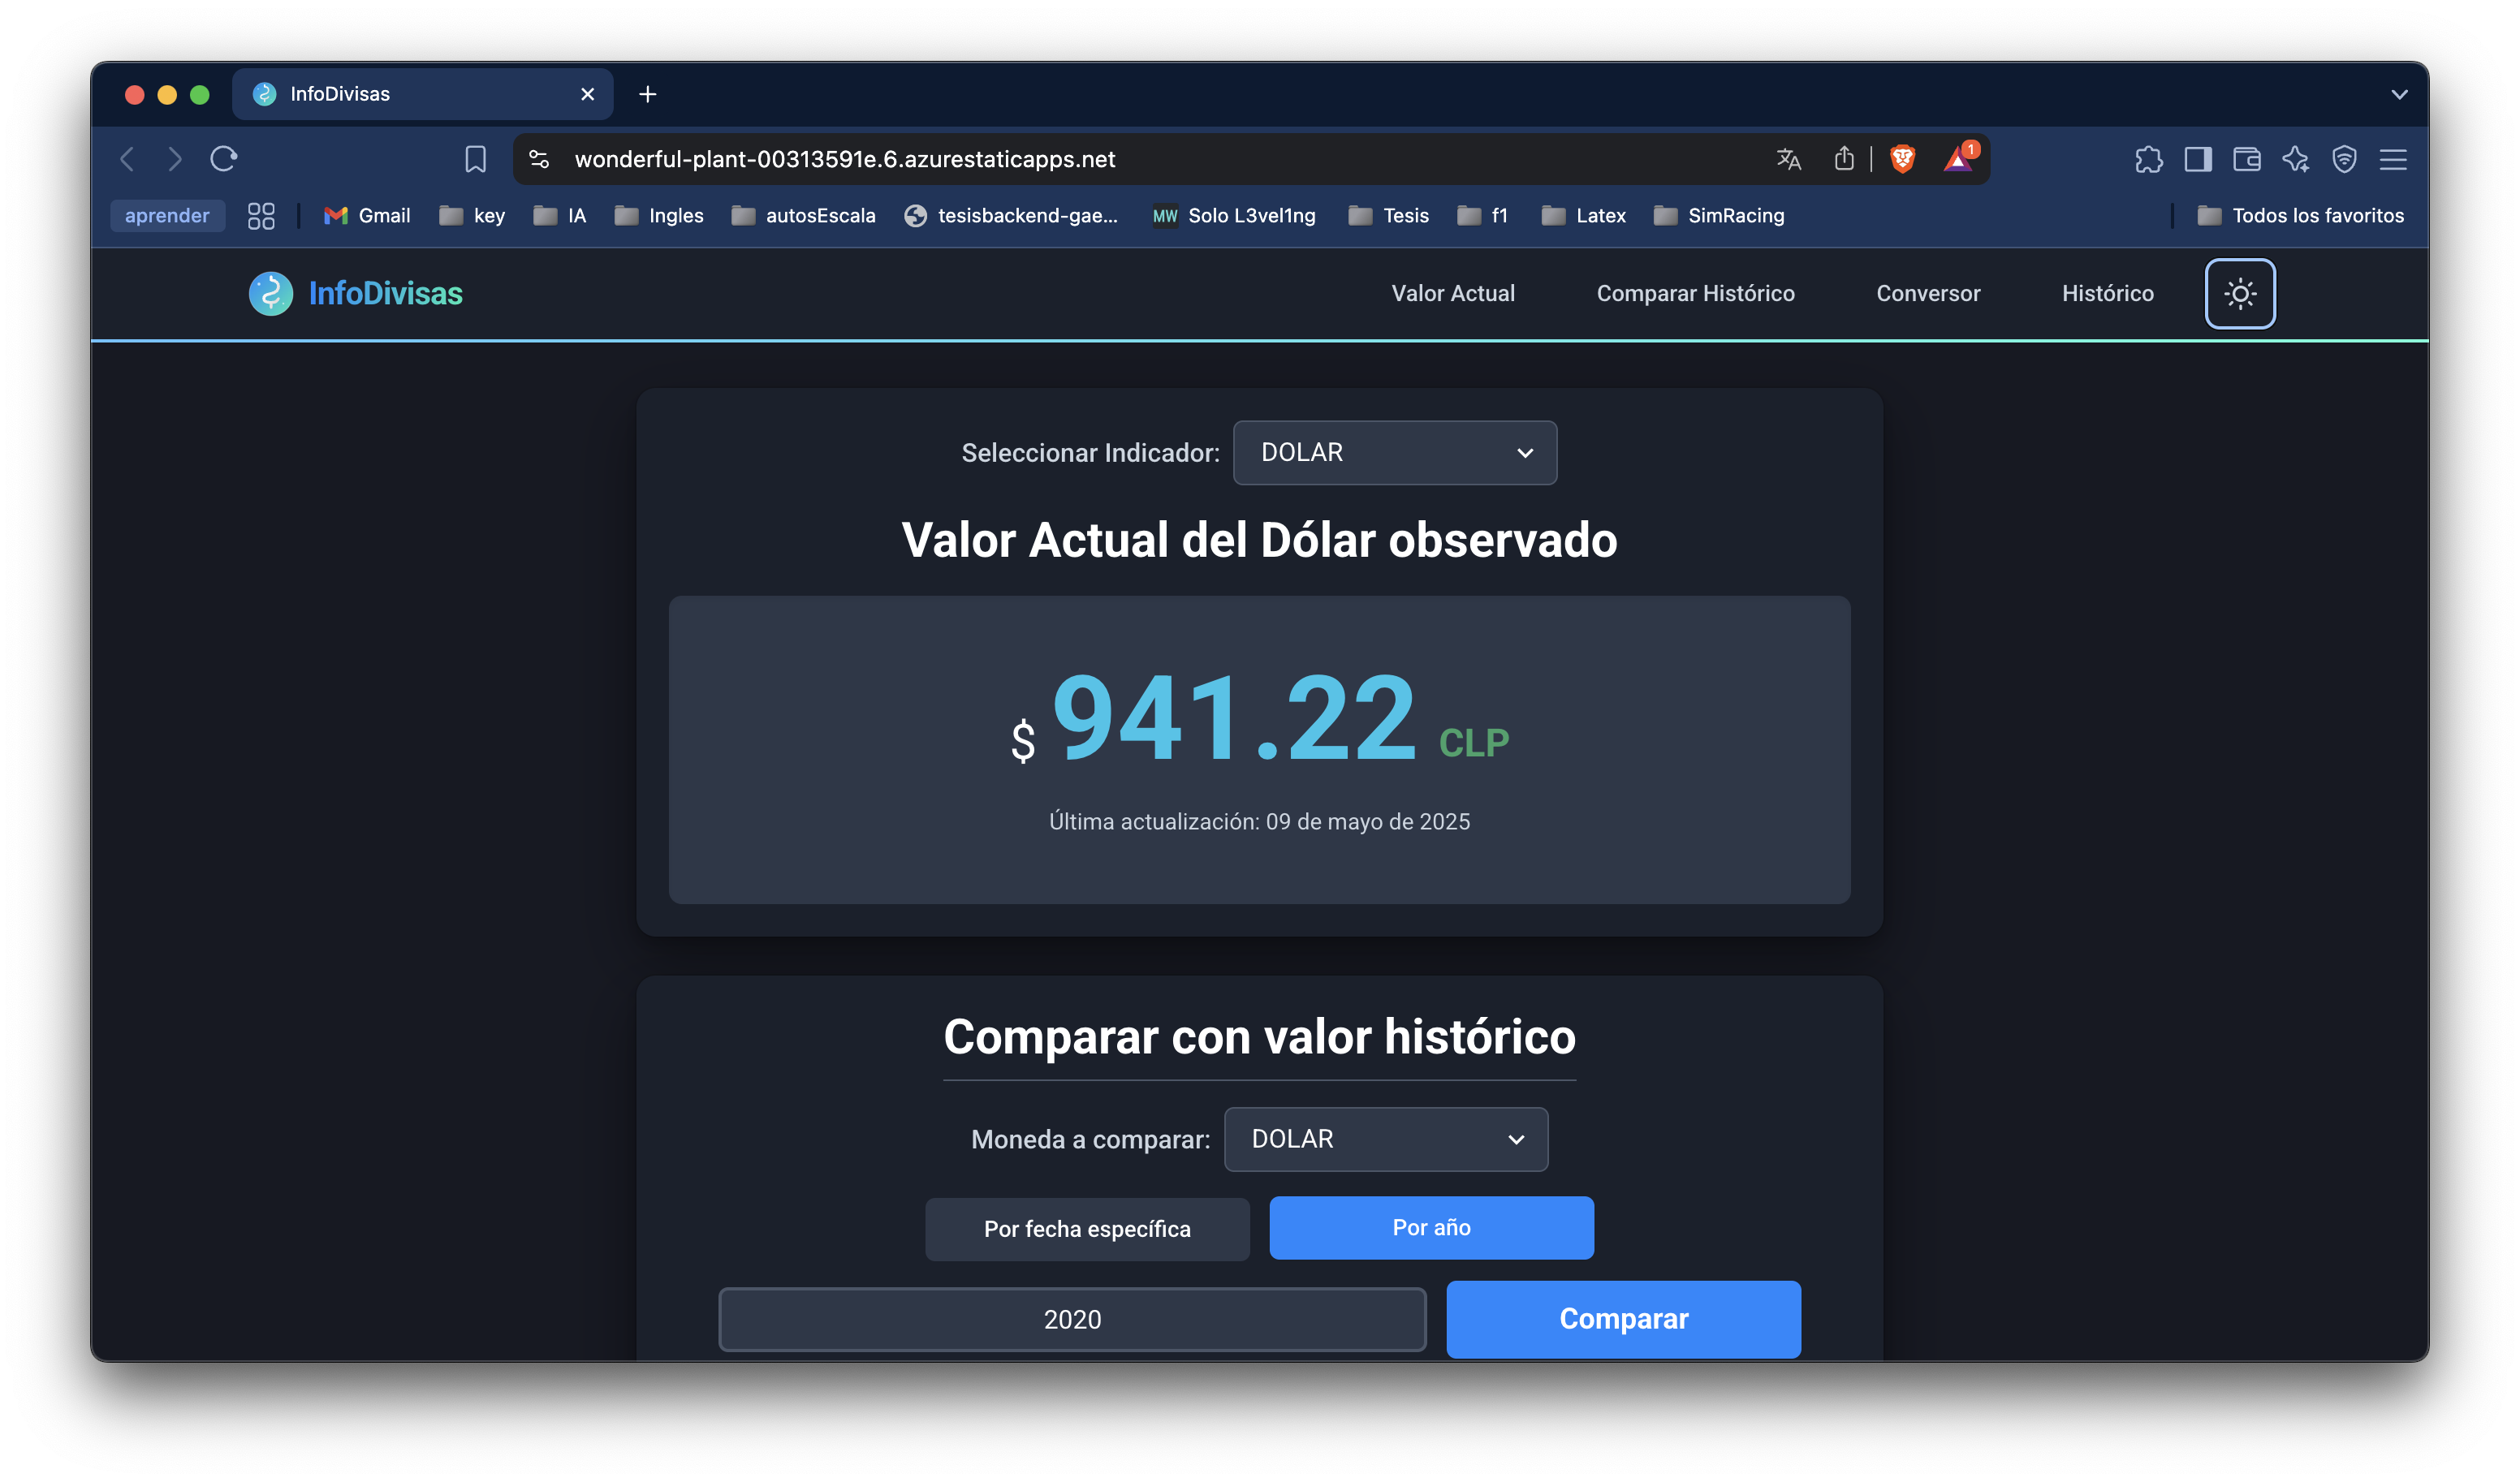 InfoDivisas
wonderful-plant-00313591e.6.azurestaticapps.net
1
aprender Gmail key IA Ingles autosEscala tesisbackend-gae... MW Solo L3vel1ng Tesis f1 Latex SimRacing Todos los favoritos
InfoDivisas Valor Actual Comparar Histórico Conversor Histórico
Seleccionar Indicador: DOLAR
Valor Actual del Dólar observado
$ 941.22 CLP
Última actualización: 09 de mayo de 2025
Comparar con valor histórico
Moneda a comparar: DOLAR
Por fecha específica Por año
2020 Comparar